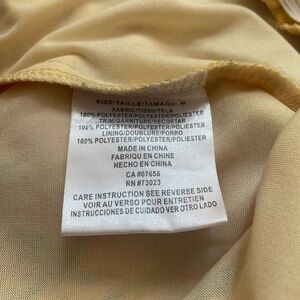 SIZE/TAILLE/TAMAÑO: M
FABRIC/TISSU/TELA
100% POLYESTER/POLYESTER/POLIESTER
TRIM/GARNITURE/RECORTAR
100% POLYESTER/POLYESTER/POLIESTER
LINING/DOUBLURE/FORRO
100% POLYESTER/POLYESTER/POLIESTER
MADE IN CHINA
FABRIQU EN CHINE
HECHO EN CHINA
CA #07658
RN #73023
CARE INSTRUCTION SEE REVERSE SIDE
VOIR AU VERSO POUR ENTRETIEN
INSTRUCCIONES DE CUIDADO VER OTRO LADO